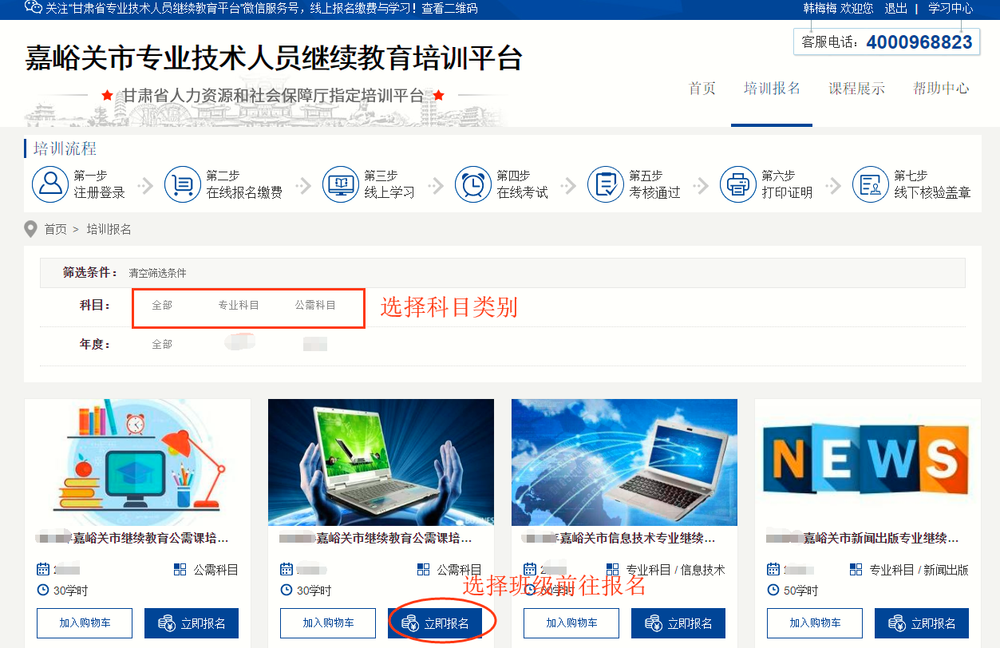 关注“甘肃省专业技术人员继续教育平台”微信服务号，线上报名缴费与学习！查看二维码
韩梅梅 欢迎您 退出 | 学习中心
客服电话：4000968823
嘉峪关市专业技术人员继续教育培训平台
甘肃省人力资源和社会保障厅指定培训平台
首页 培训报名 课程展示 帮助中心
培训流程
第一步 注册登录
第二步 在线报名缴费
第三步 线上学习
第四步 在线考试
第五步 考核通过
第六步 打印证明
第七步 线下核验盖章
首页 > 培训报名
筛选条件： 清空筛选条件
科目： 全部 专业科目 公需科目
选择科目类别
年度： 全部
NEWS
嘉峪关市继续教育公需课培...
公需科目
30学时
加入购物车 立即报名
嘉峪关市继续教育公需课培...
公需科目
30学时
加入购物车 立即报名
嘉峪关市信息技术专业继续...
专业科目 / 信息技术
选择班级前往报名
加入购物车 立即报名
嘉峪关市新闻出版专业继续...
专业科目 / 新闻出版
50学时
加入购物车 立即报名